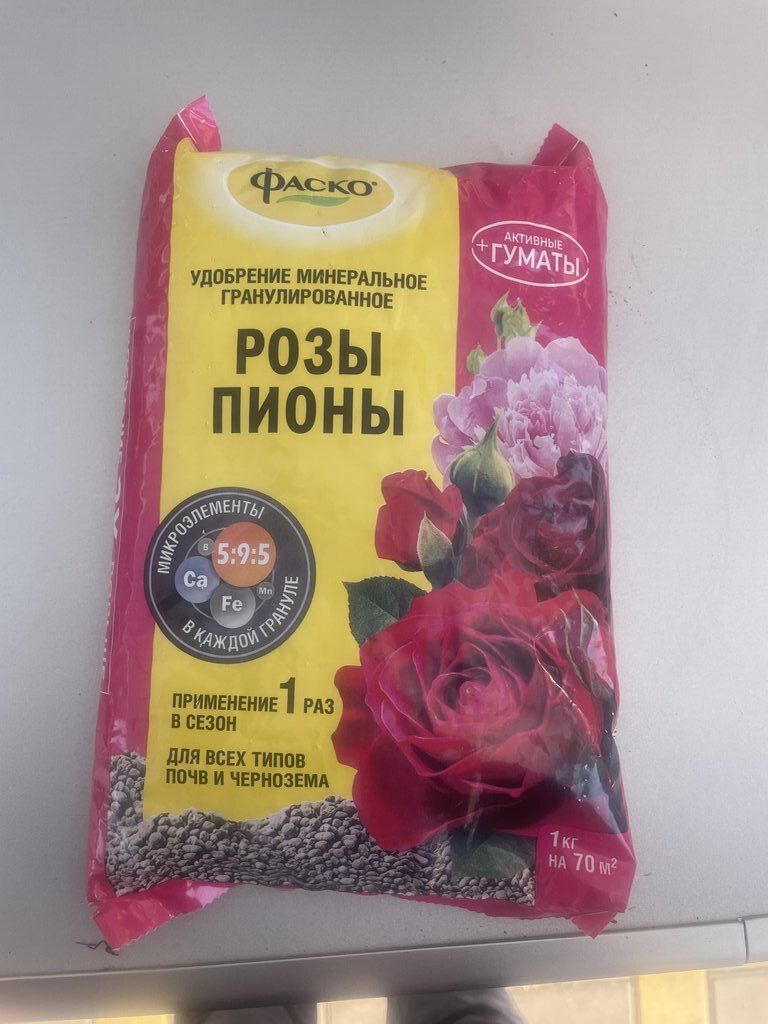 ФАСКО®
АКТИВНЫЕ
+ГУМАТЫ
УДОБРЕНИЕ МИНЕРАЛЬНОЕ
ГРАНУЛИРОВАННОЕ
РОЗЫ
ПИОНЫ
МИКРОЭЛЕМЕНТЫ
B
5:9:5
Ca
Fe
Mn
В КАЖДОЙ ГРАНУЛЕ
ПРИМЕНЕНИЕ 1 РАЗ
В СЕЗОН
ДЛЯ ВСЕХ ТИПОВ
ПОЧВ И ЧЕРНОЗЕМА
1 КГ
НА 70 М²